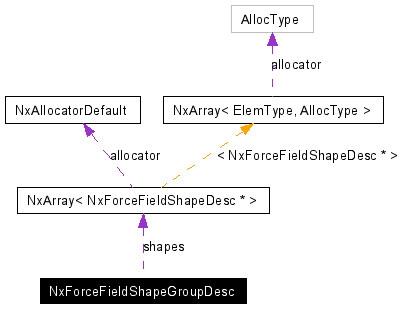 AllocType
allocator
NxAllocatorDefault
NxArray< ElemType, AllocType >
allocator
< NxForceFieldShapeDesc * >
NxArray< NxForceFieldShapeDesc * >
shapes
NxForceFieldShapeGroupDesc